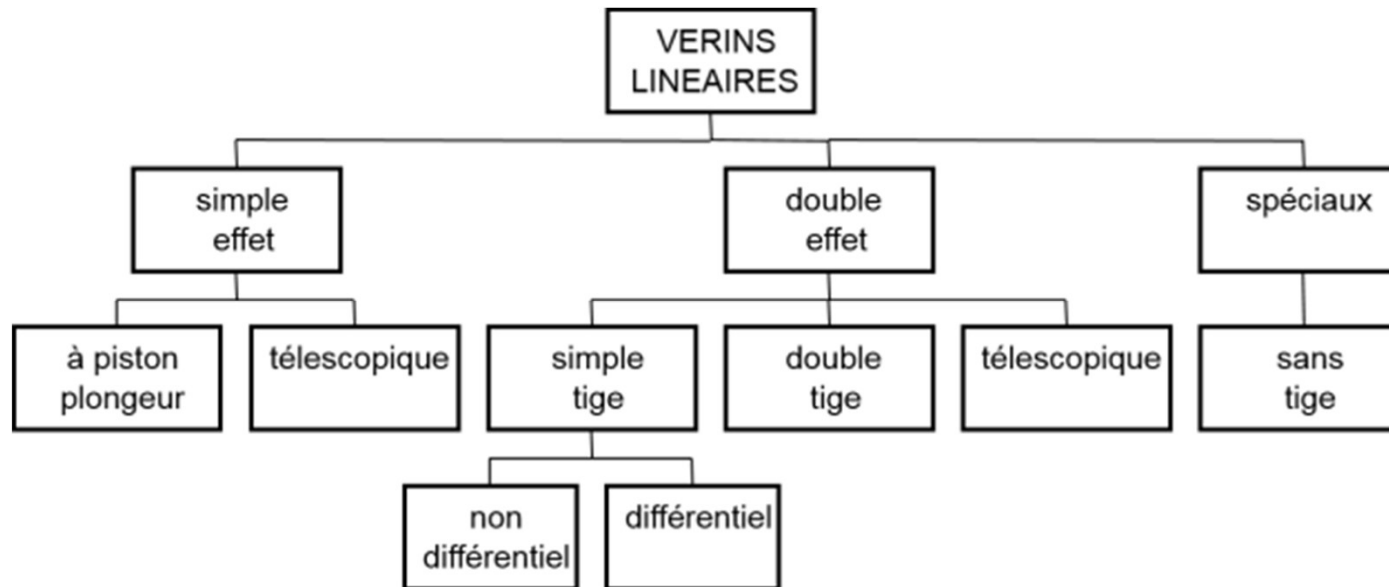 VERINS
LINEAIRES
simple
effet
double
effet
spéciaux
à piston
plongeur
télescopique
simple
tige
double
tige
télescopique
sans
tige
non
différentiel
différentiel